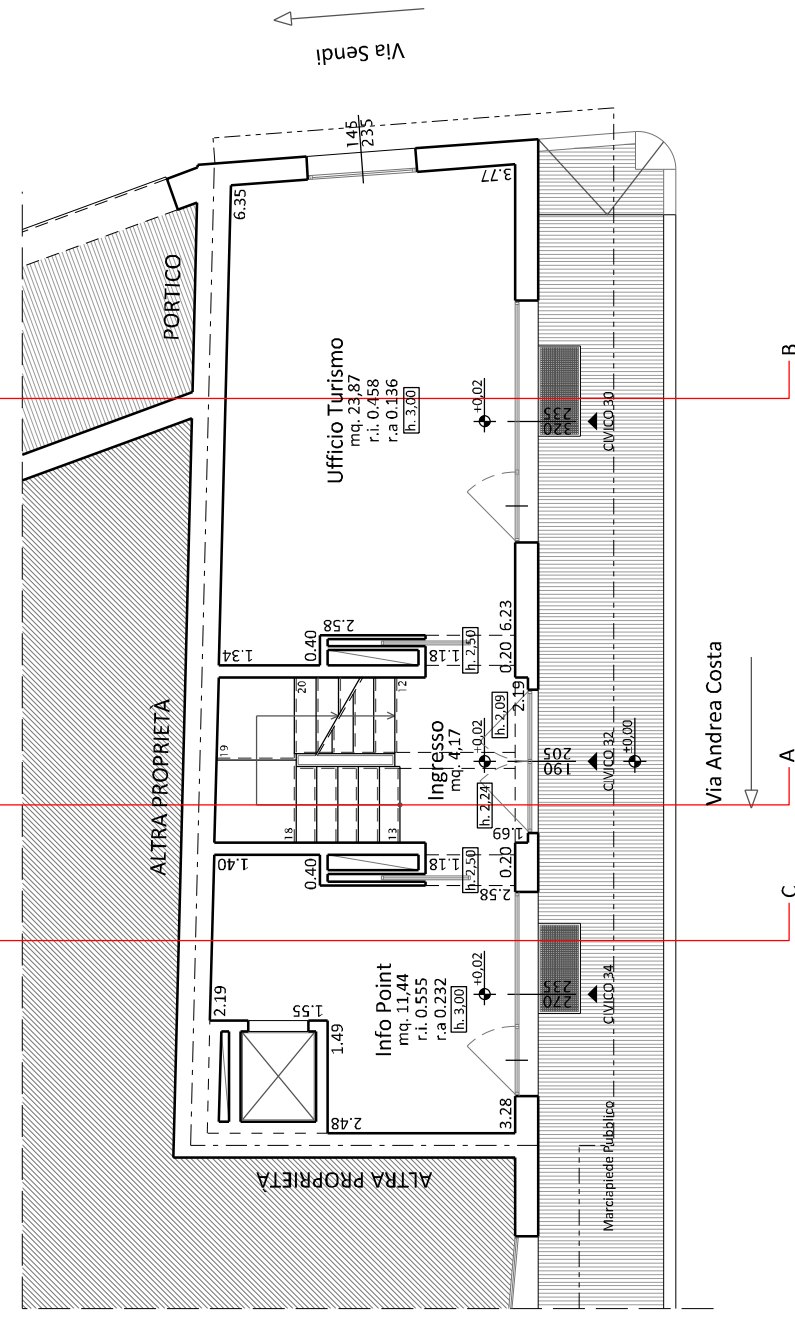 Via Sendi
145
235
6.35
3.77
PORTICO
Ufficio Turismo
mq. 23,87
r.i. 0.458
r.a 0.136
h. 3,00
+0,02
320
235
CIVICO 30
B
ALTRA PROPRIETÀ
1.34
0.40
2.58
1.18
h. 2,50
0.20
6.23
2.19
20
19
18
12
13
Ingresso
mq. 4,17
+0,02
h. 2,09
h. 2,24
190
205
CIVICO 32
+0,00
1.69
Via Andrea Costa
A
1.40
0.40
1.18
h. 2,50
0.20
2.58
C
2.19
1.55
1.49
2.48
Info Point
mq. 11,44
r.i. 0.555
r.a 0.232
h. 3,00
+0,02
270
235
CIVICO 34
3.28
Marciapiede Pubblico
ALTRA PROPRIETÀ